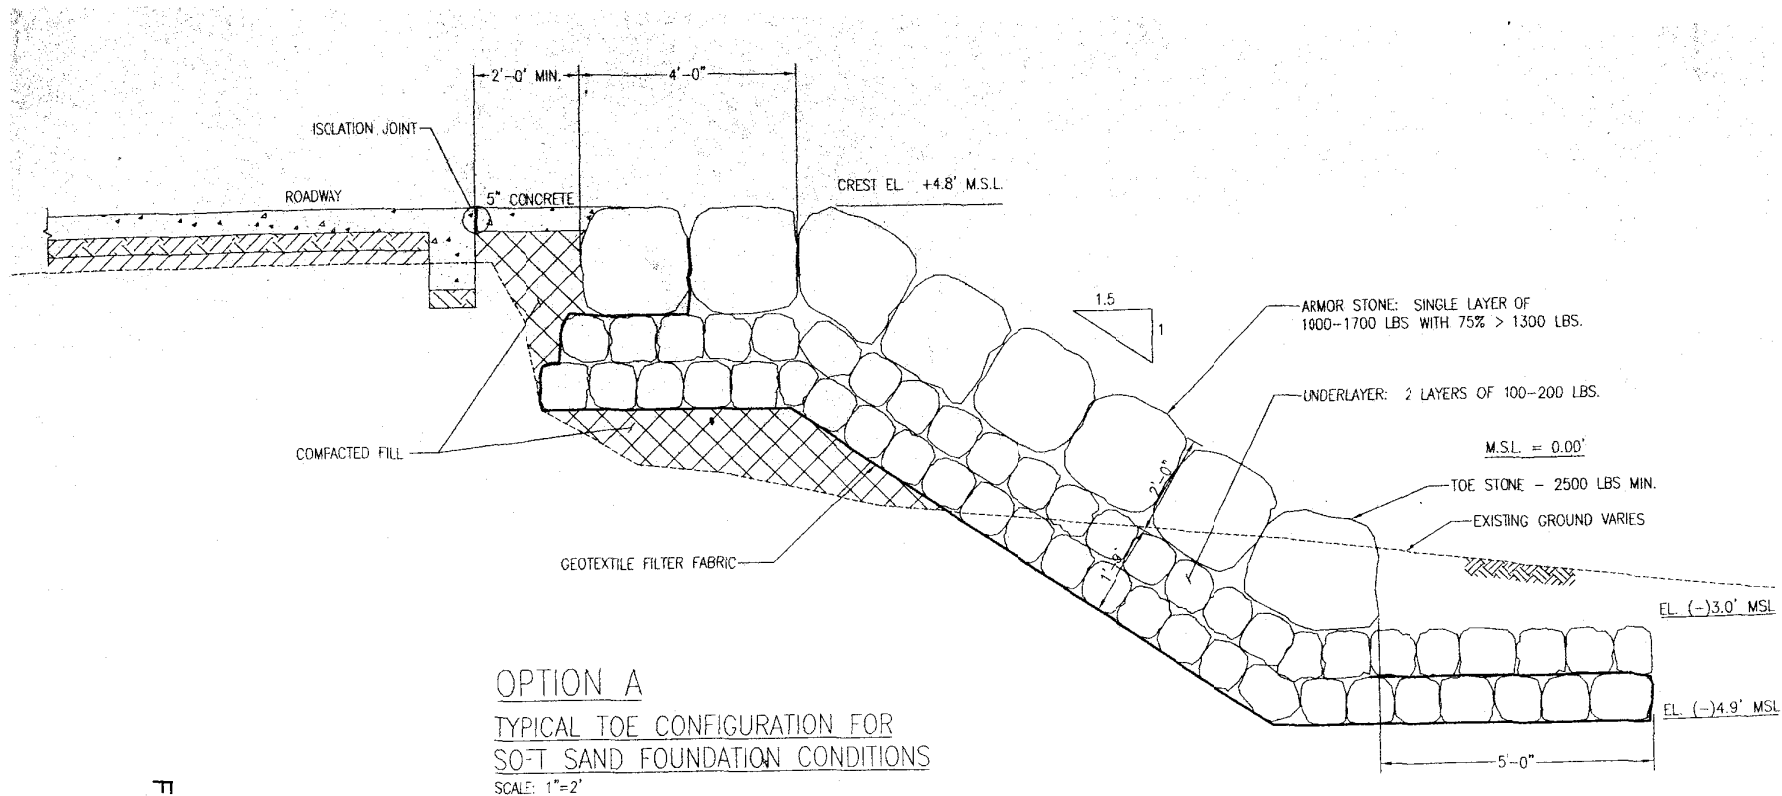 2'-0' MIN.
4'-0"
ISOLATION JOINT
ROADWAY
5" CONCRETE
CREST EL. +4.8' M.S.L.
1.5
1
ARMOR STONE: SINGLE LAYER OF
1000-1700 LBS WITH 75% > 1300 LBS.
UNDERLAYER: 2 LAYERS OF 100-200 LBS.
M.S.L. = 0.00'
COMPACTED FILL
TOE STONE - 2500 LBS MIN.
2'-0"
EXISTING GROUND VARIES
GEOTEXTILE FILTER FABRIC
EL. (-)3.0' MSL
OPTION A
TYPICAL TOE CONFIGURATION FOR
SOFT SAND FOUNDATION CONDITIONS
SCALE: 1"=2'
EL. (-)4.9' MSL
5'-0"